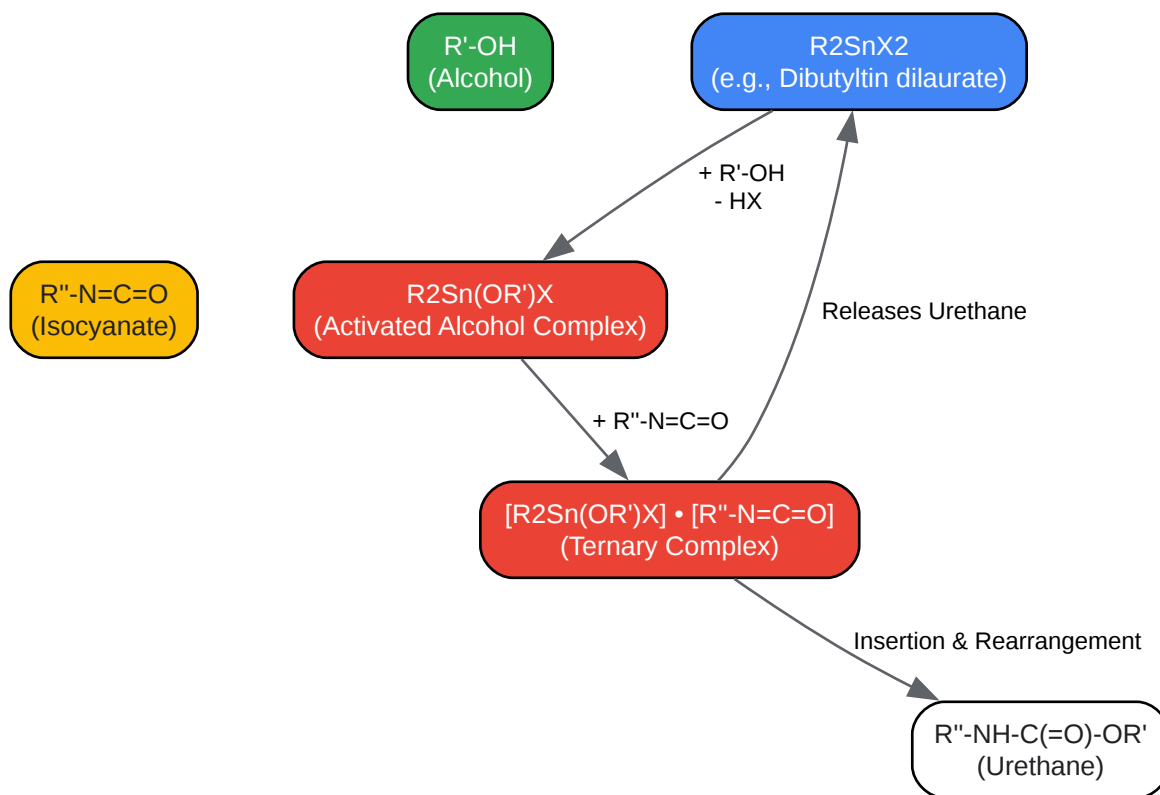 R'-OH
(Alcohol)
R2SnX2
(e.g., Dibutyltin dilaurate)
+ R'-OH
- HX
R''-N=C=O
(Isocyanate)
R2Sn(OR')X
(Activated Alcohol Complex)
Releases Urethane
+ R''-N=C=O
[R2Sn(OR')X] • [R''-N=C=O]
(Ternary Complex)
Insertion & Rearrangement
R''-NH-C(=O)-OR'
(Urethane)